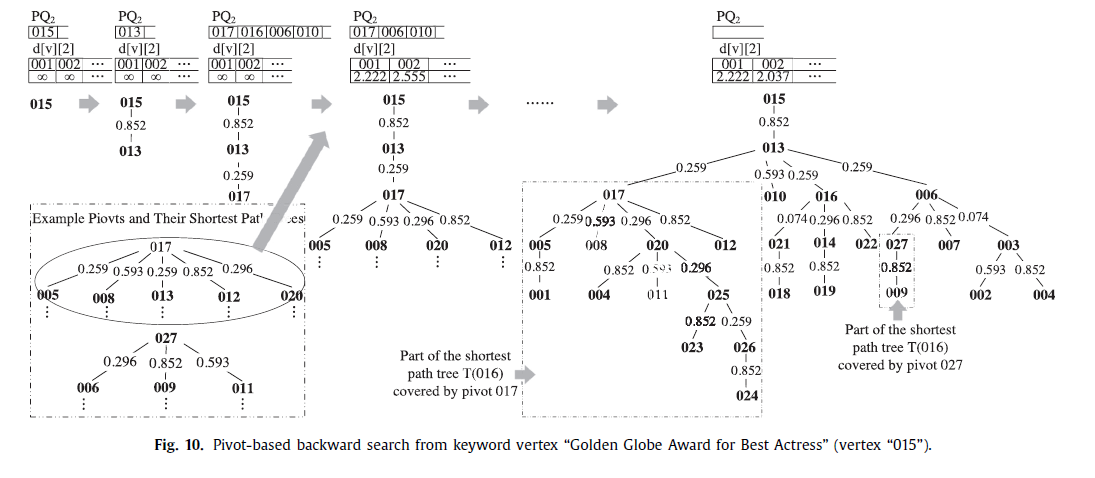 PQ2 PQ2 PQ2 PQ2 PQ2
015 013 017 016 006 010 017 006 010
d[v][2] d[v][2] d[v][2] d[v][2] d[v][2]
001 002 ... 001 002 ... 001 002 ... 001 002 ... 001 002 ...
∞ ∞ ... ∞ ∞ ... ∞ ∞ ... 2.222 2.555 ... 2.222 2.037 ...
015 015 015 015 ...... 015
0.852 0.852 0.852 0.852
013 013 013 013
0.259 0.259 0.259 0.593 0.259 0.259
017 017 017 010 016 006
Example Piovts and Their Shortest Pat
0.259 0.593 0.296 0.852 0.259 0.593 0.296 0.852 0.074 0.296 0.852 0.296 0.852 0.074
017 005 008 020 012 005 008 020 012 021 014 022 027 007 003
0.259 0.593 0.259 0.852 0.296 0.852 0.852 0.593 0.296 0.852 0.852 0.852 0.593 0.852
005 008 013 012 020 001 004 011 025 018 019 009 002 004
0.852 0.259
027
023 026
0.296 0.852 0.593
0.852
006 009 011
024
Part of the shortest
path tree T(016)
covered by pivot 017
Part of the shortest
path tree T(016)
covered by pivot 027
Fig. 10. Pivot-based backward search from keyword vertex “Golden Globe Award for Best Actress” (vertex “015”).